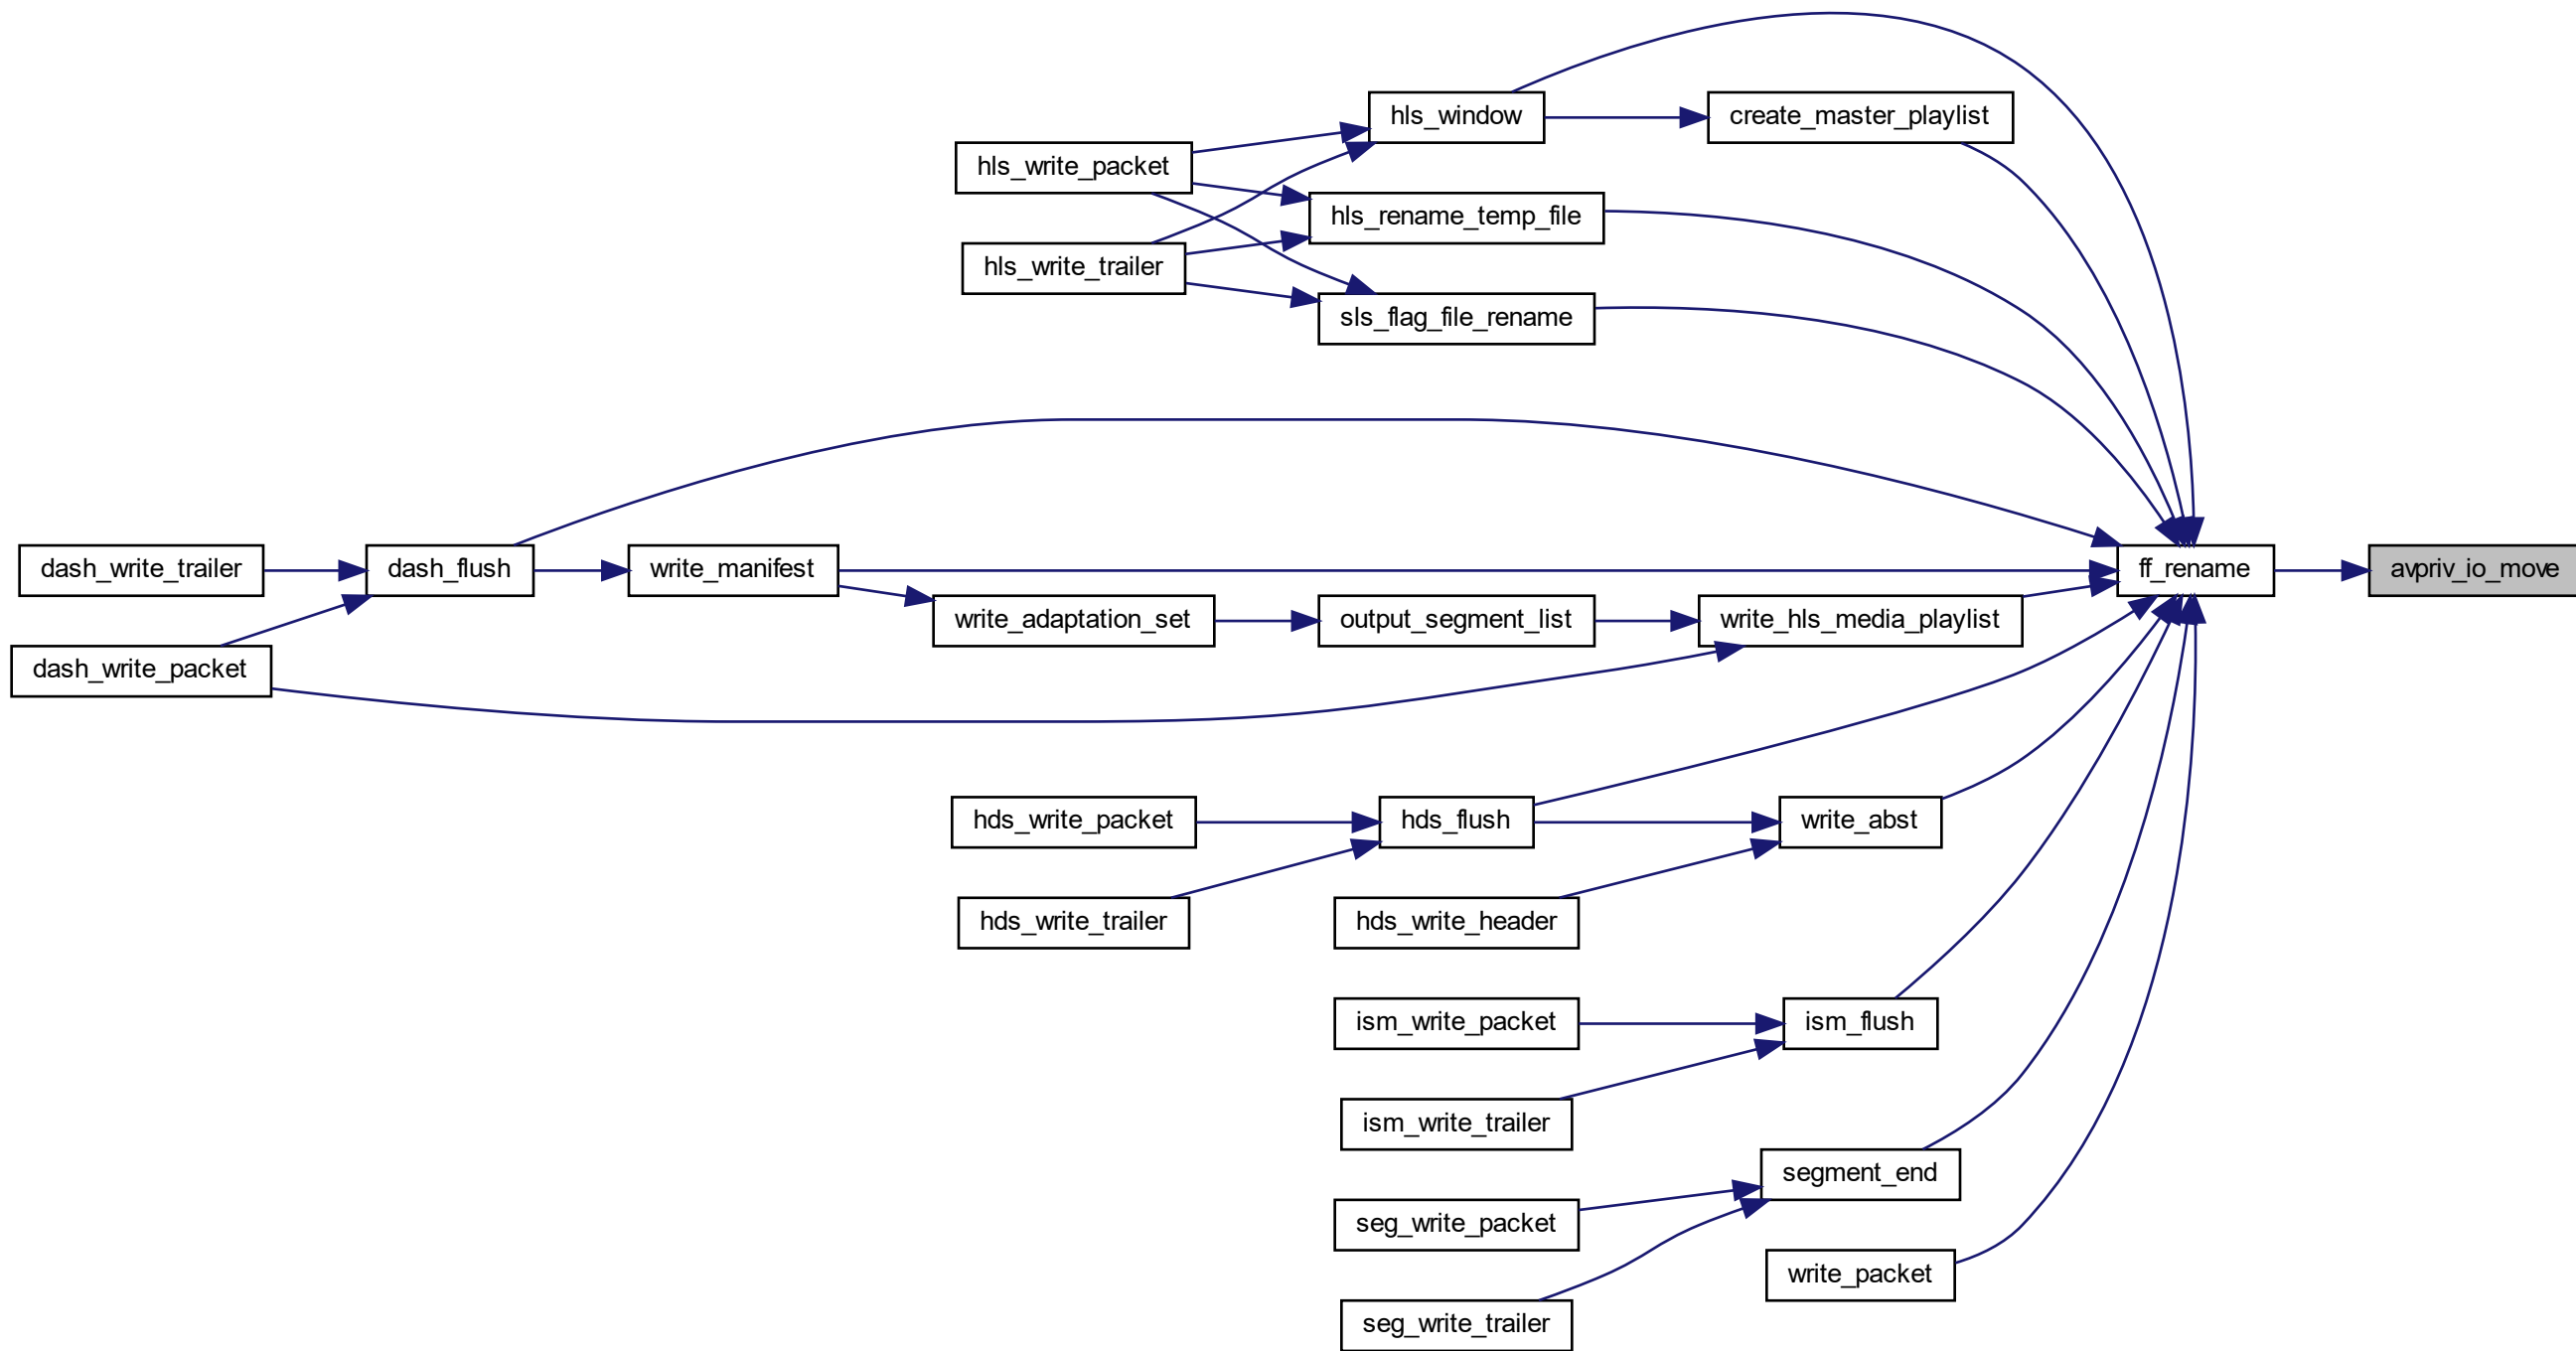 hls_window
create_master_playlist
hls_write_packet
hls_rename_temp_file
hls_write_trailer
sls_flag_file_rename
dash_write_trailer
dash_flush
write_manifest
ff_rename
avpriv_io_move
write_adaptation_set
output_segment_list
write_hls_media_playlist
dash_write_packet
hds_write_packet
hds_flush
write_abst
hds_write_trailer
hds_write_header
ism_write_packet
ism_flush
ism_write_trailer
segment_end
seg_write_packet
write_packet
seg_write_trailer